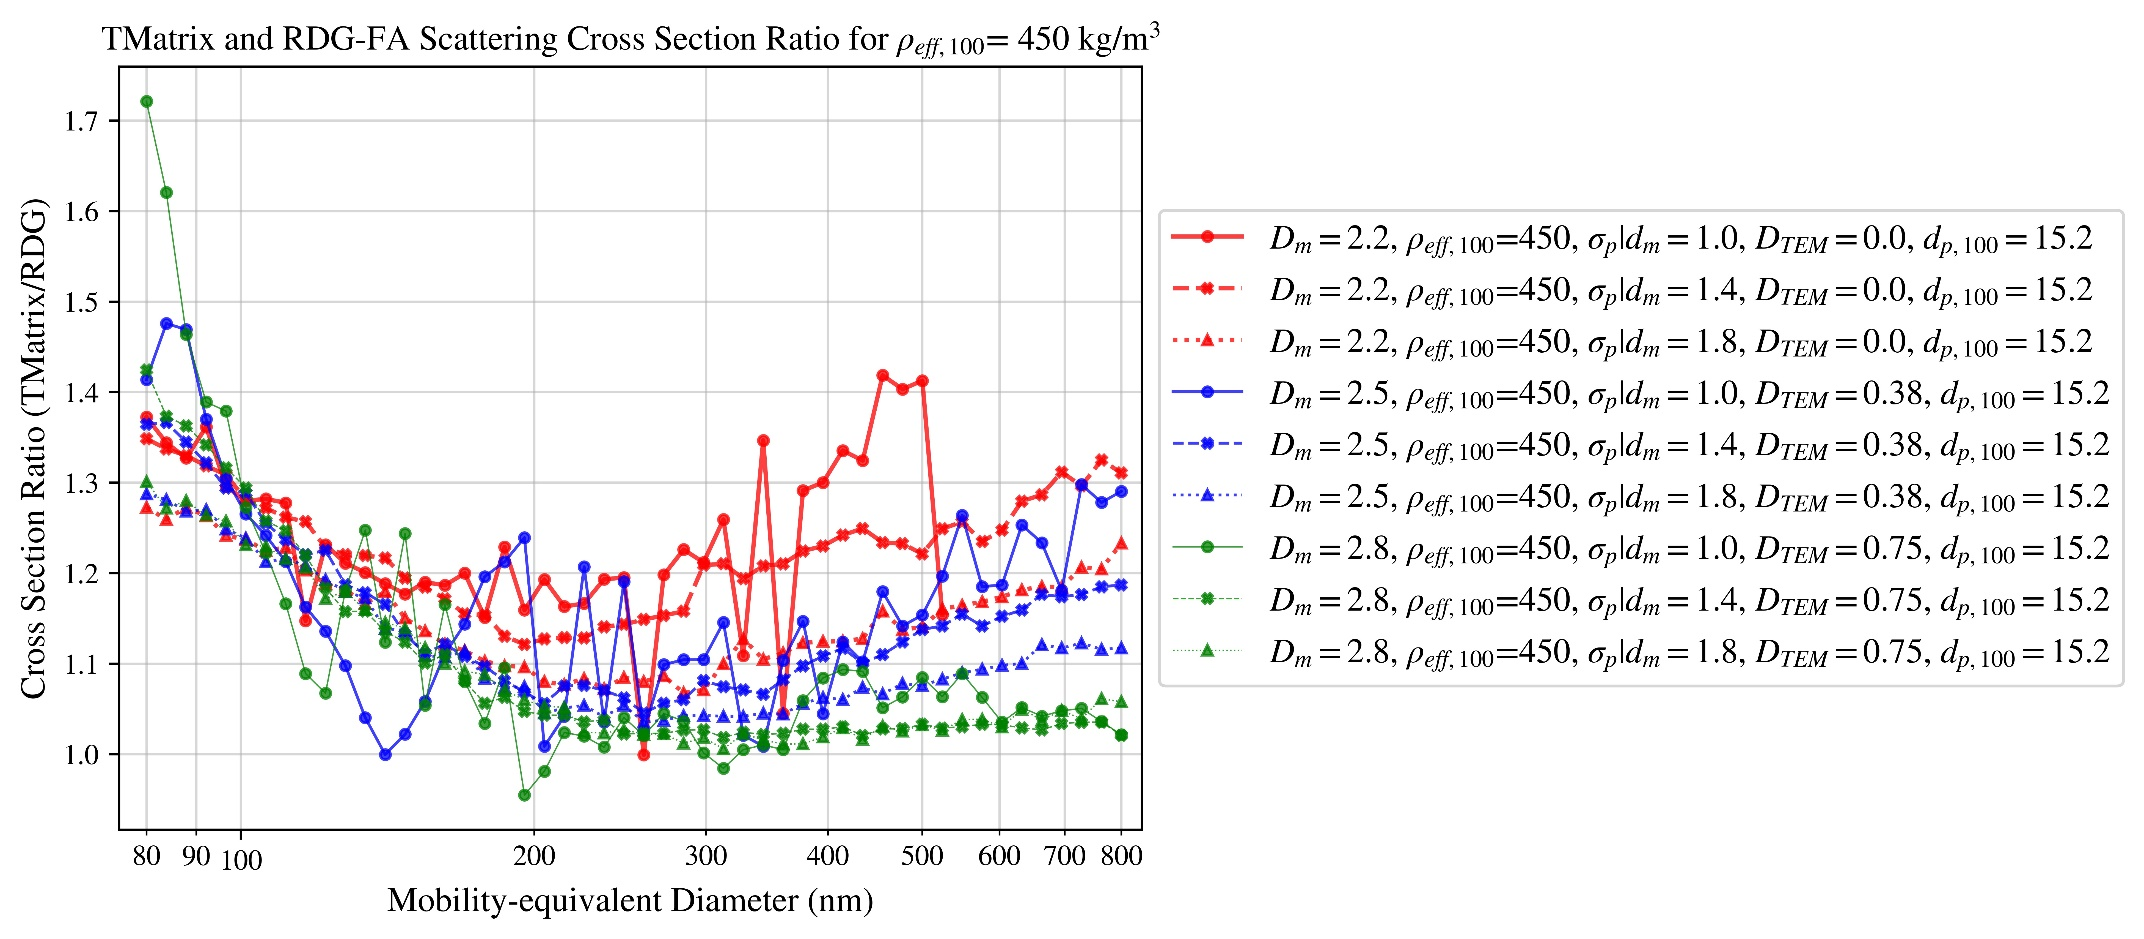 TMatrix and RDG-FA Scattering Cross Section Ratio for ρeff,100= 450 kg/m³
Cross Section Ratio (TMatrix/RDG)
1.7
1.6
1.5
1.4
1.3
1.2
1.1
1.0
80 90 100 200 300 400 500 600 700 800
Mobility-equivalent Diameter (nm)
Dm = 2.2, ρeff,100=450, σp|dm = 1.0, DTEM = 0.0, dp,100 = 15.2
Dm = 2.2, ρeff,100=450, σp|dm = 1.4, DTEM = 0.0, dp,100 = 15.2
Dm = 2.2, ρeff,100=450, σp|dm = 1.8, DTEM = 0.0, dp,100 = 15.2
Dm = 2.5, ρeff,100=450, σp|dm = 1.0, DTEM = 0.38, dp,100 = 15.2
Dm = 2.5, ρeff,100=450, σp|dm = 1.4, DTEM = 0.38, dp,100 = 15.2
Dm = 2.5, ρeff,100=450, σp|dm = 1.8, DTEM = 0.38, dp,100 = 15.2
Dm = 2.8, ρeff,100=450, σp|dm = 1.0, DTEM = 0.75, dp,100 = 15.2
Dm = 2.8, ρeff,100=450, σp|dm = 1.4, DTEM = 0.75, dp,100 = 15.2
Dm = 2.8, ρeff,100=450, σp|dm = 1.8, DTEM = 0.75, dp,100 = 15.2